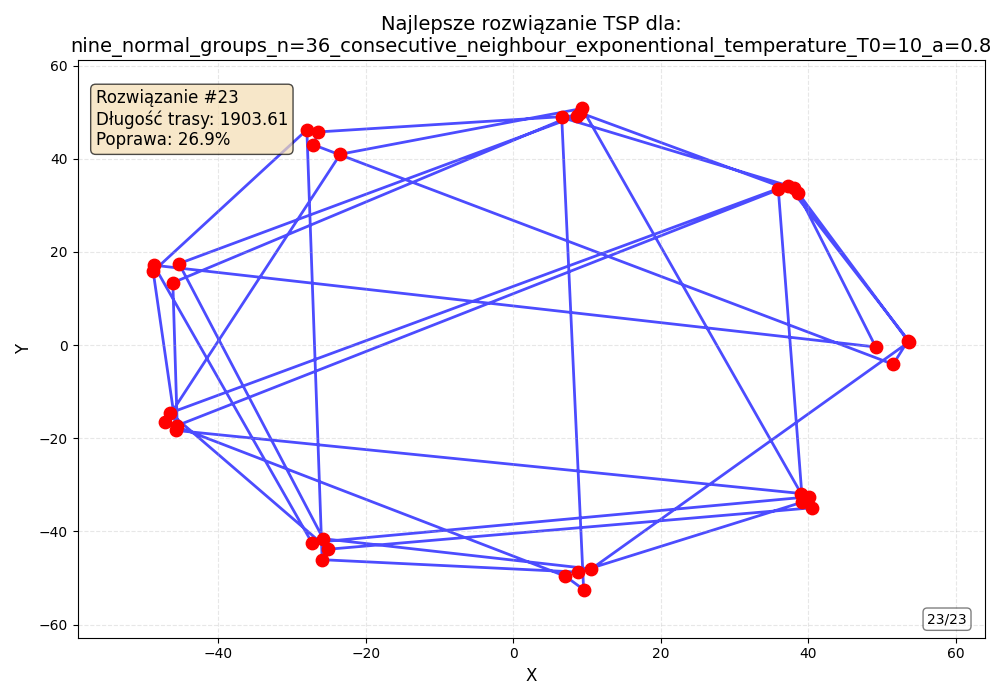 Najlepsze rozwiązanie TSP dla:
nine_normal_groups_n=36_consecutive_neighbour_exponentional_temperature_T0=10_a=0.8
Rozwiązanie #23
Długość trasy: 1903.61
Poprawa: 26.9%
60
40
20
0
−20
−40
−60
Y
23/23
−40
−20
0
20
40
60
X